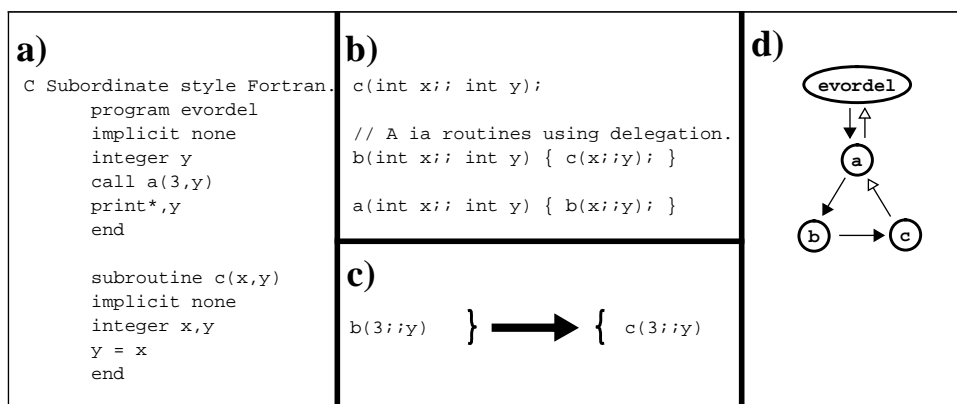 a)
C Subordinate style Fortran.
program evordel
implicit none
integer y
call a(3,y)
print*,y
end
subroutine c(x,y)
implicit none
integer x,y
y = x
end
b)
c(int x;; int y);
// A ia routines using delegation.
b(int x;; int y) { c(x;;y); }
a(int x;; int y) { b(x;;y); }
c)
b(3;;y) } { c(3;;y)
d)
evordel
a
b c